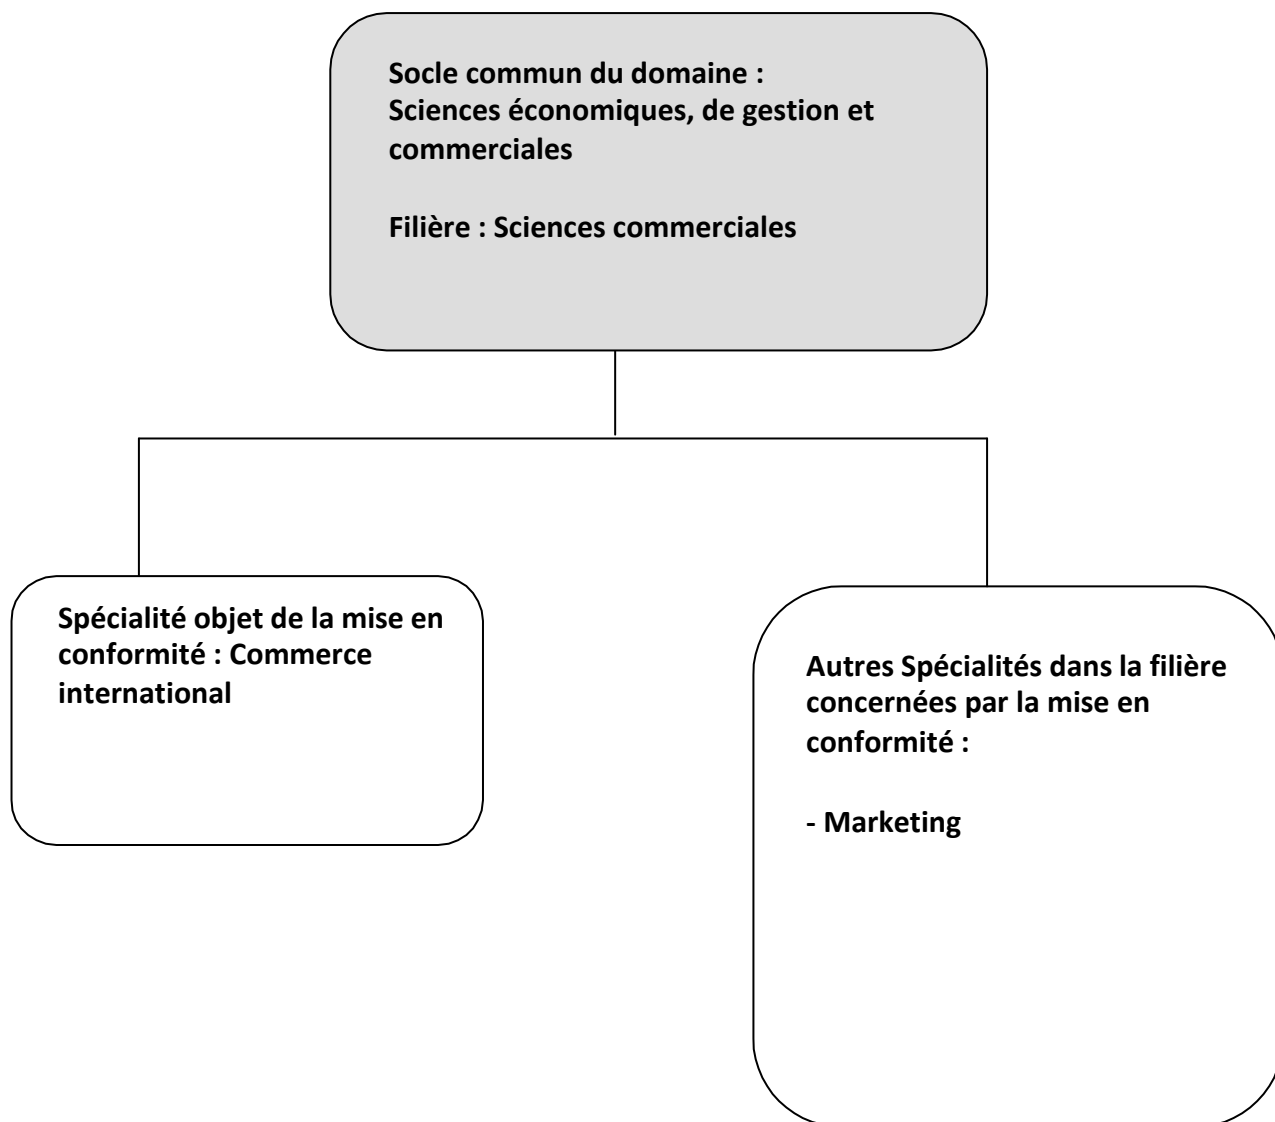 Socle commun du domaine :
Sciences économiques, de gestion et
commerciales
Filière : Sciences commerciales
Spécialité objet de la mise en
conformité : Commerce
international
Autres Spécialités dans la filière
concernées par la mise en
conformité :
- Marketing